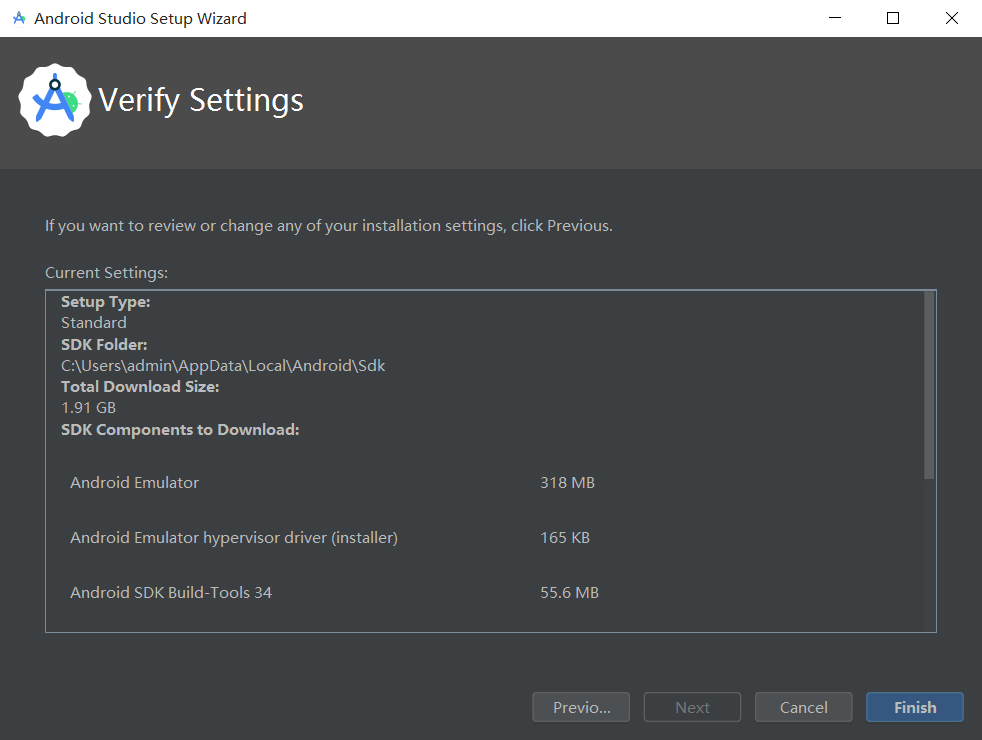 Android Studio Setup Wizard
Verify Settings
If you want to review or change any of your installation settings, click Previous.
Current Settings:
Setup Type:
Standard
SDK Folder:
C:\Users\admin\AppData\Local\Android\Sdk
Total Download Size:
1.91 GB
SDK Components to Download:
Android Emulator 318 MB
Android Emulator hypervisor driver (installer) 165 KB
Android SDK Build-Tools 34 55.6 MB
Previo... Next Cancel Finish